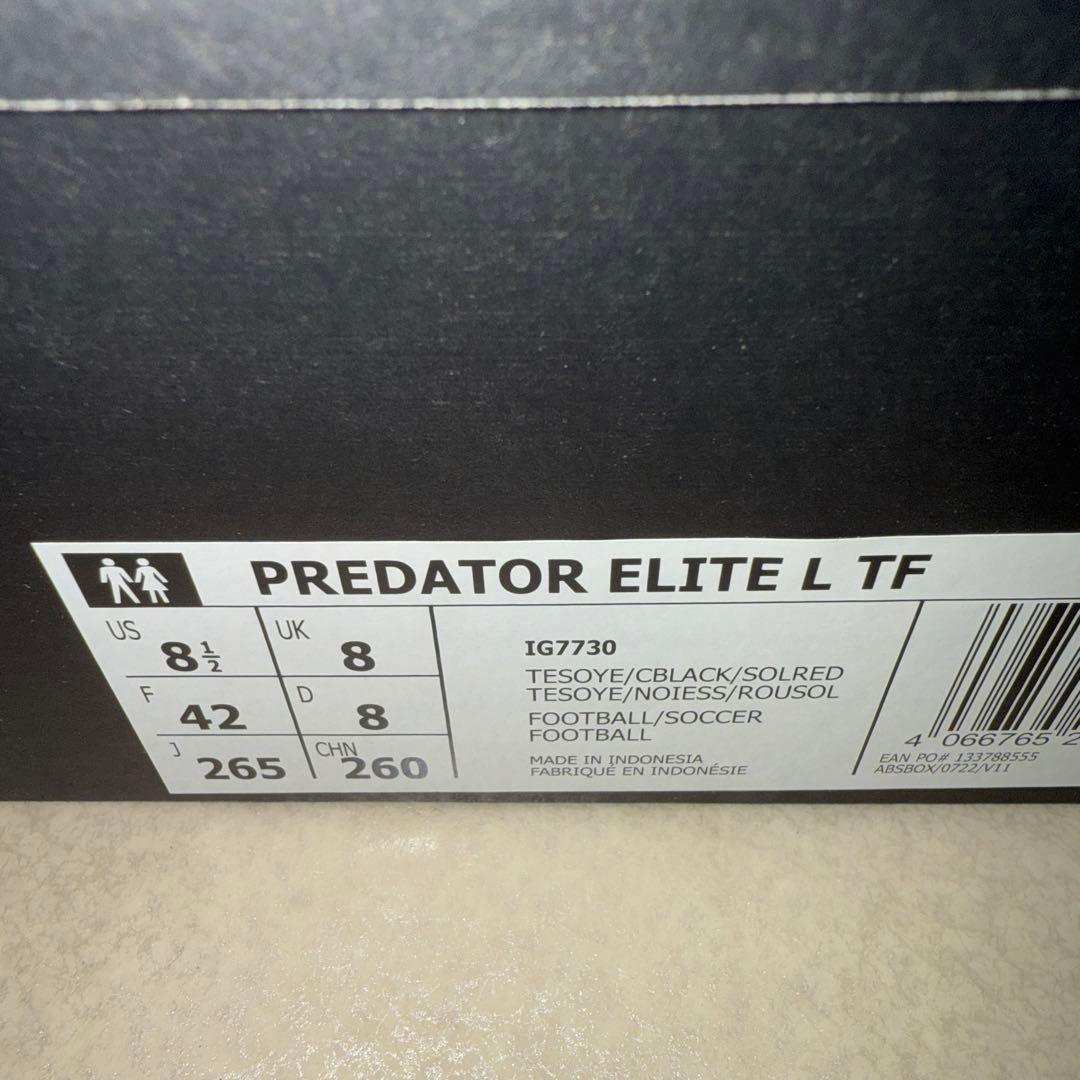 PREDATOR ELITE L TF
US 8½ UK 8
F 42 D 8
J 265 CHN 260
IG7730
TESOYE/CBLACK/SOLRED
TESOYE/NOIESS/ROUSOL
FOOTBALL/SOCCER
FOOTBALL
MADE IN INDONESIA
FABRIQUÉ EN INDONÉSIE
4 066765 2
EAN PO# 133788555
ABSBOX/0722/V11